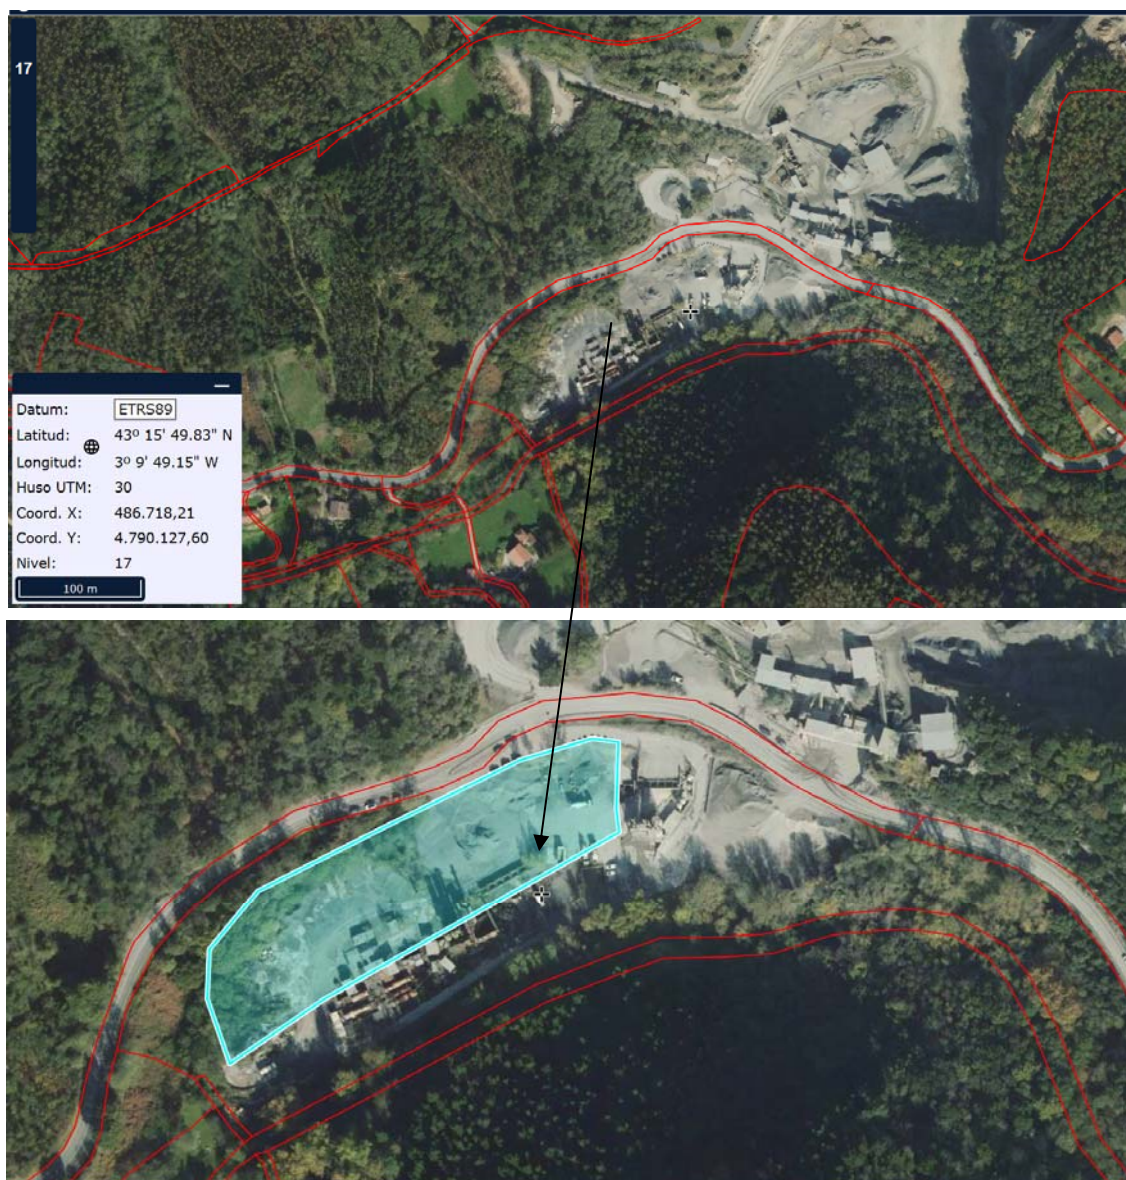 17
Datum: ETRS89
Latitud: 43º 15' 49.83" N
Longitud: 3º 9' 49.15" W
Huso UTM: 30
Coord. X: 486.718,21
Coord. Y: 4.790.127,60
Nivel: 17
100 m